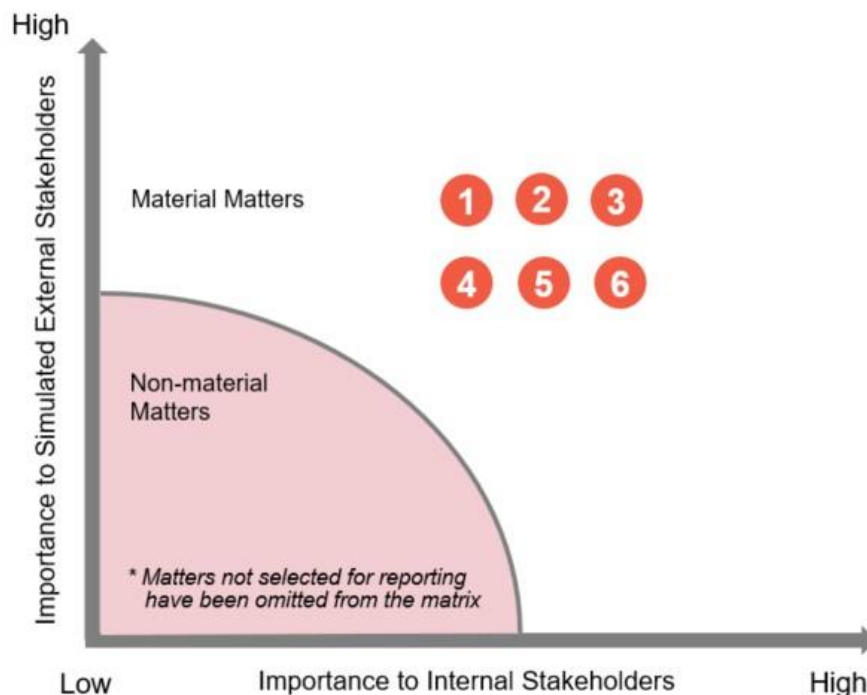 High
Importance to Simulated External Stakeholders
Material Matters
1 2 3
4 5 6
Non-material
Matters
* Matters not selected for reporting
have been omitted from the matrix
Low
Importance to Internal Stakeholders
High